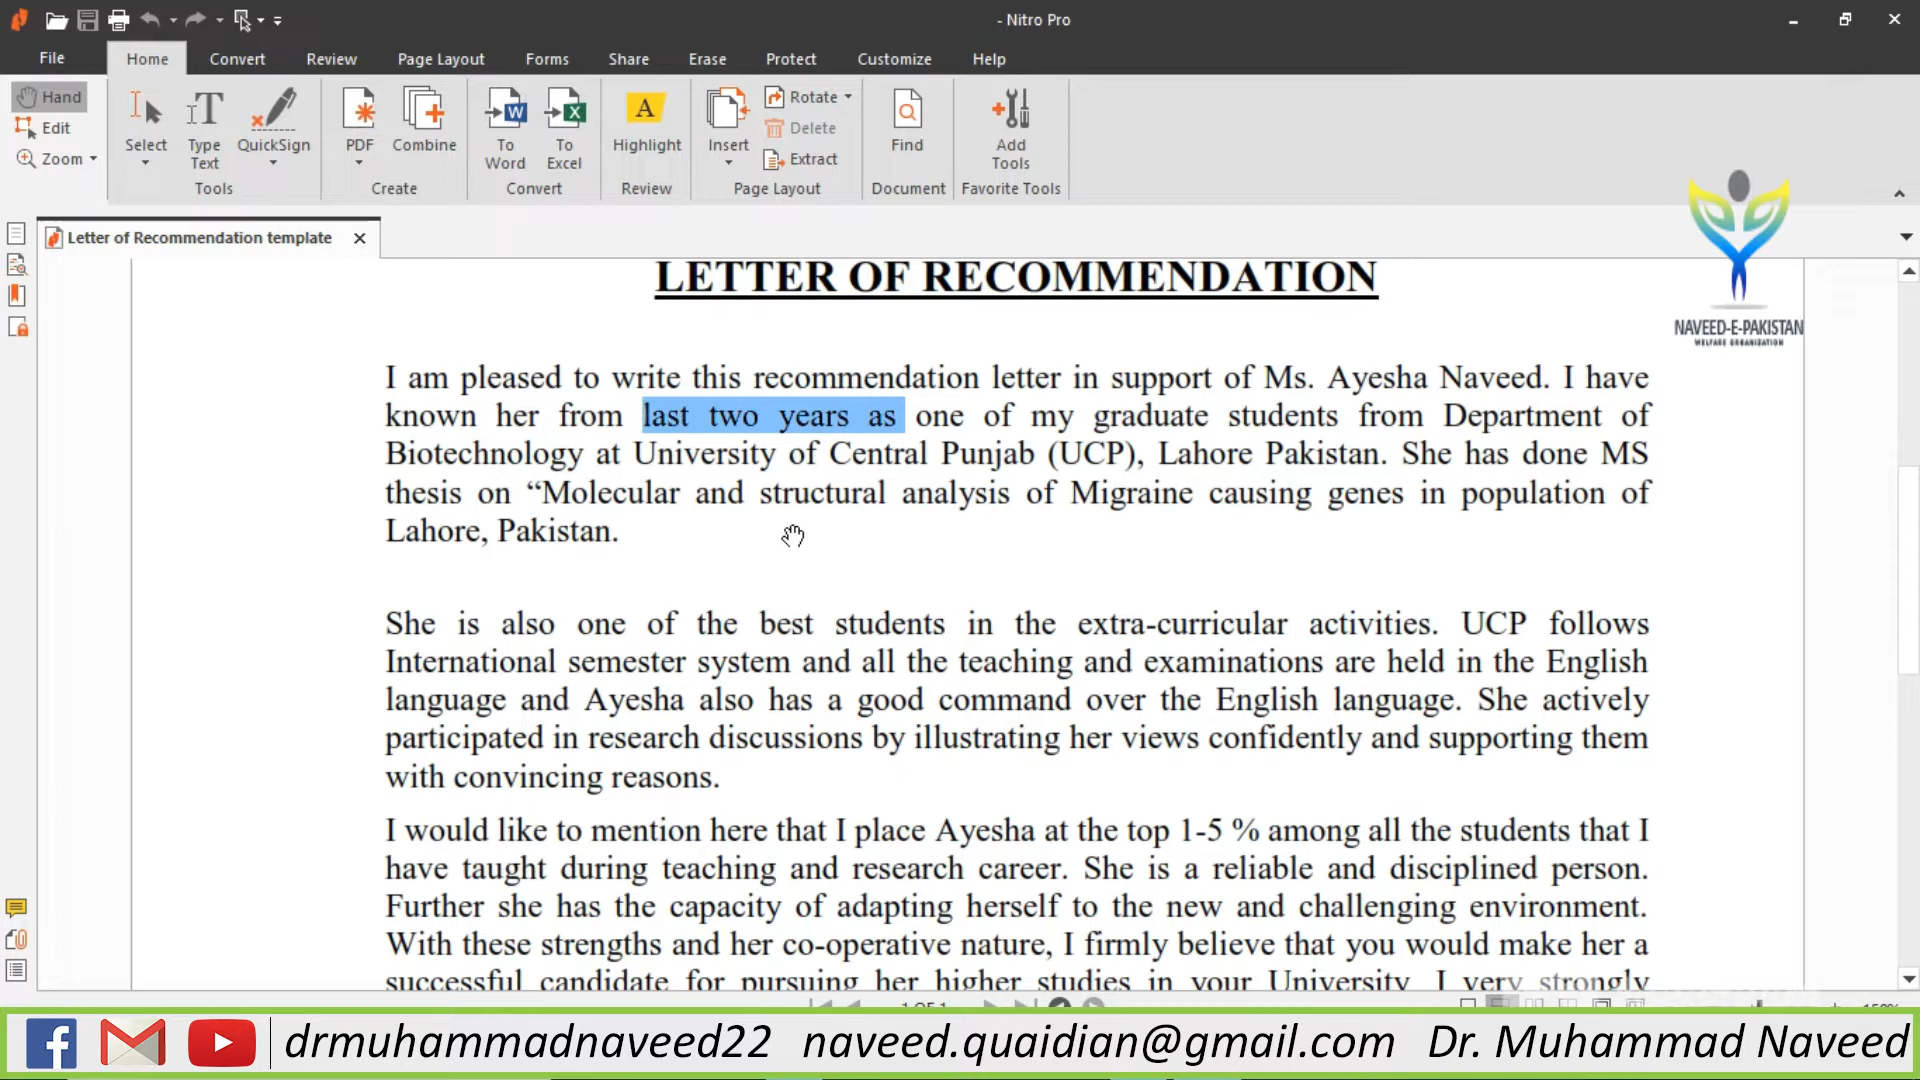 - Nitro Pro
File Home Convert Review Page Layout Forms Share Erase Protect Customize Help
Hand
Edit
Zoom
Select
Type Text
QuickSign
Tools
PDF
Combine
Create
To Word
To Excel
Convert
A
Highlight
Review
Insert
Rotate
Delete
Extract
Page Layout
Find
Document
Add Tools
Favorite Tools
NAVEED-E-PAKISTAN
WELFARE ORGANIZATION
Letter of Recommendation template
LETTER OF RECOMMENDATION
I am pleased to write this recommendation letter in support of Ms. Ayesha Naveed. I have
known her from last two years as one of my graduate students from Department of
Biotechnology at University of Central Punjab (UCP), Lahore Pakistan. She has done MS
thesis on “Molecular and structural analysis of Migraine causing genes in population of
Lahore, Pakistan.
She is also one of the best students in the extra-curricular activities. UCP follows
International semester system and all the teaching and examinations are held in the English
language and Ayesha also has a good command over the English language. She actively
participated in research discussions by illustrating her views confidently and supporting them
with convincing reasons.
I would like to mention here that I place Ayesha at the top 1-5 % among all the students that I
have taught during teaching and research career. She is a reliable and disciplined person.
Further she has the capacity of adapting herself to the new and challenging environment.
With these strengths and her co-operative nature, I firmly believe that you would make her a
successful candidate for pursuing her higher studies in your University. I very strongly
drmuhammadnaveed22 naveed.quaidian@gmail.com Dr. Muhammad Naveed